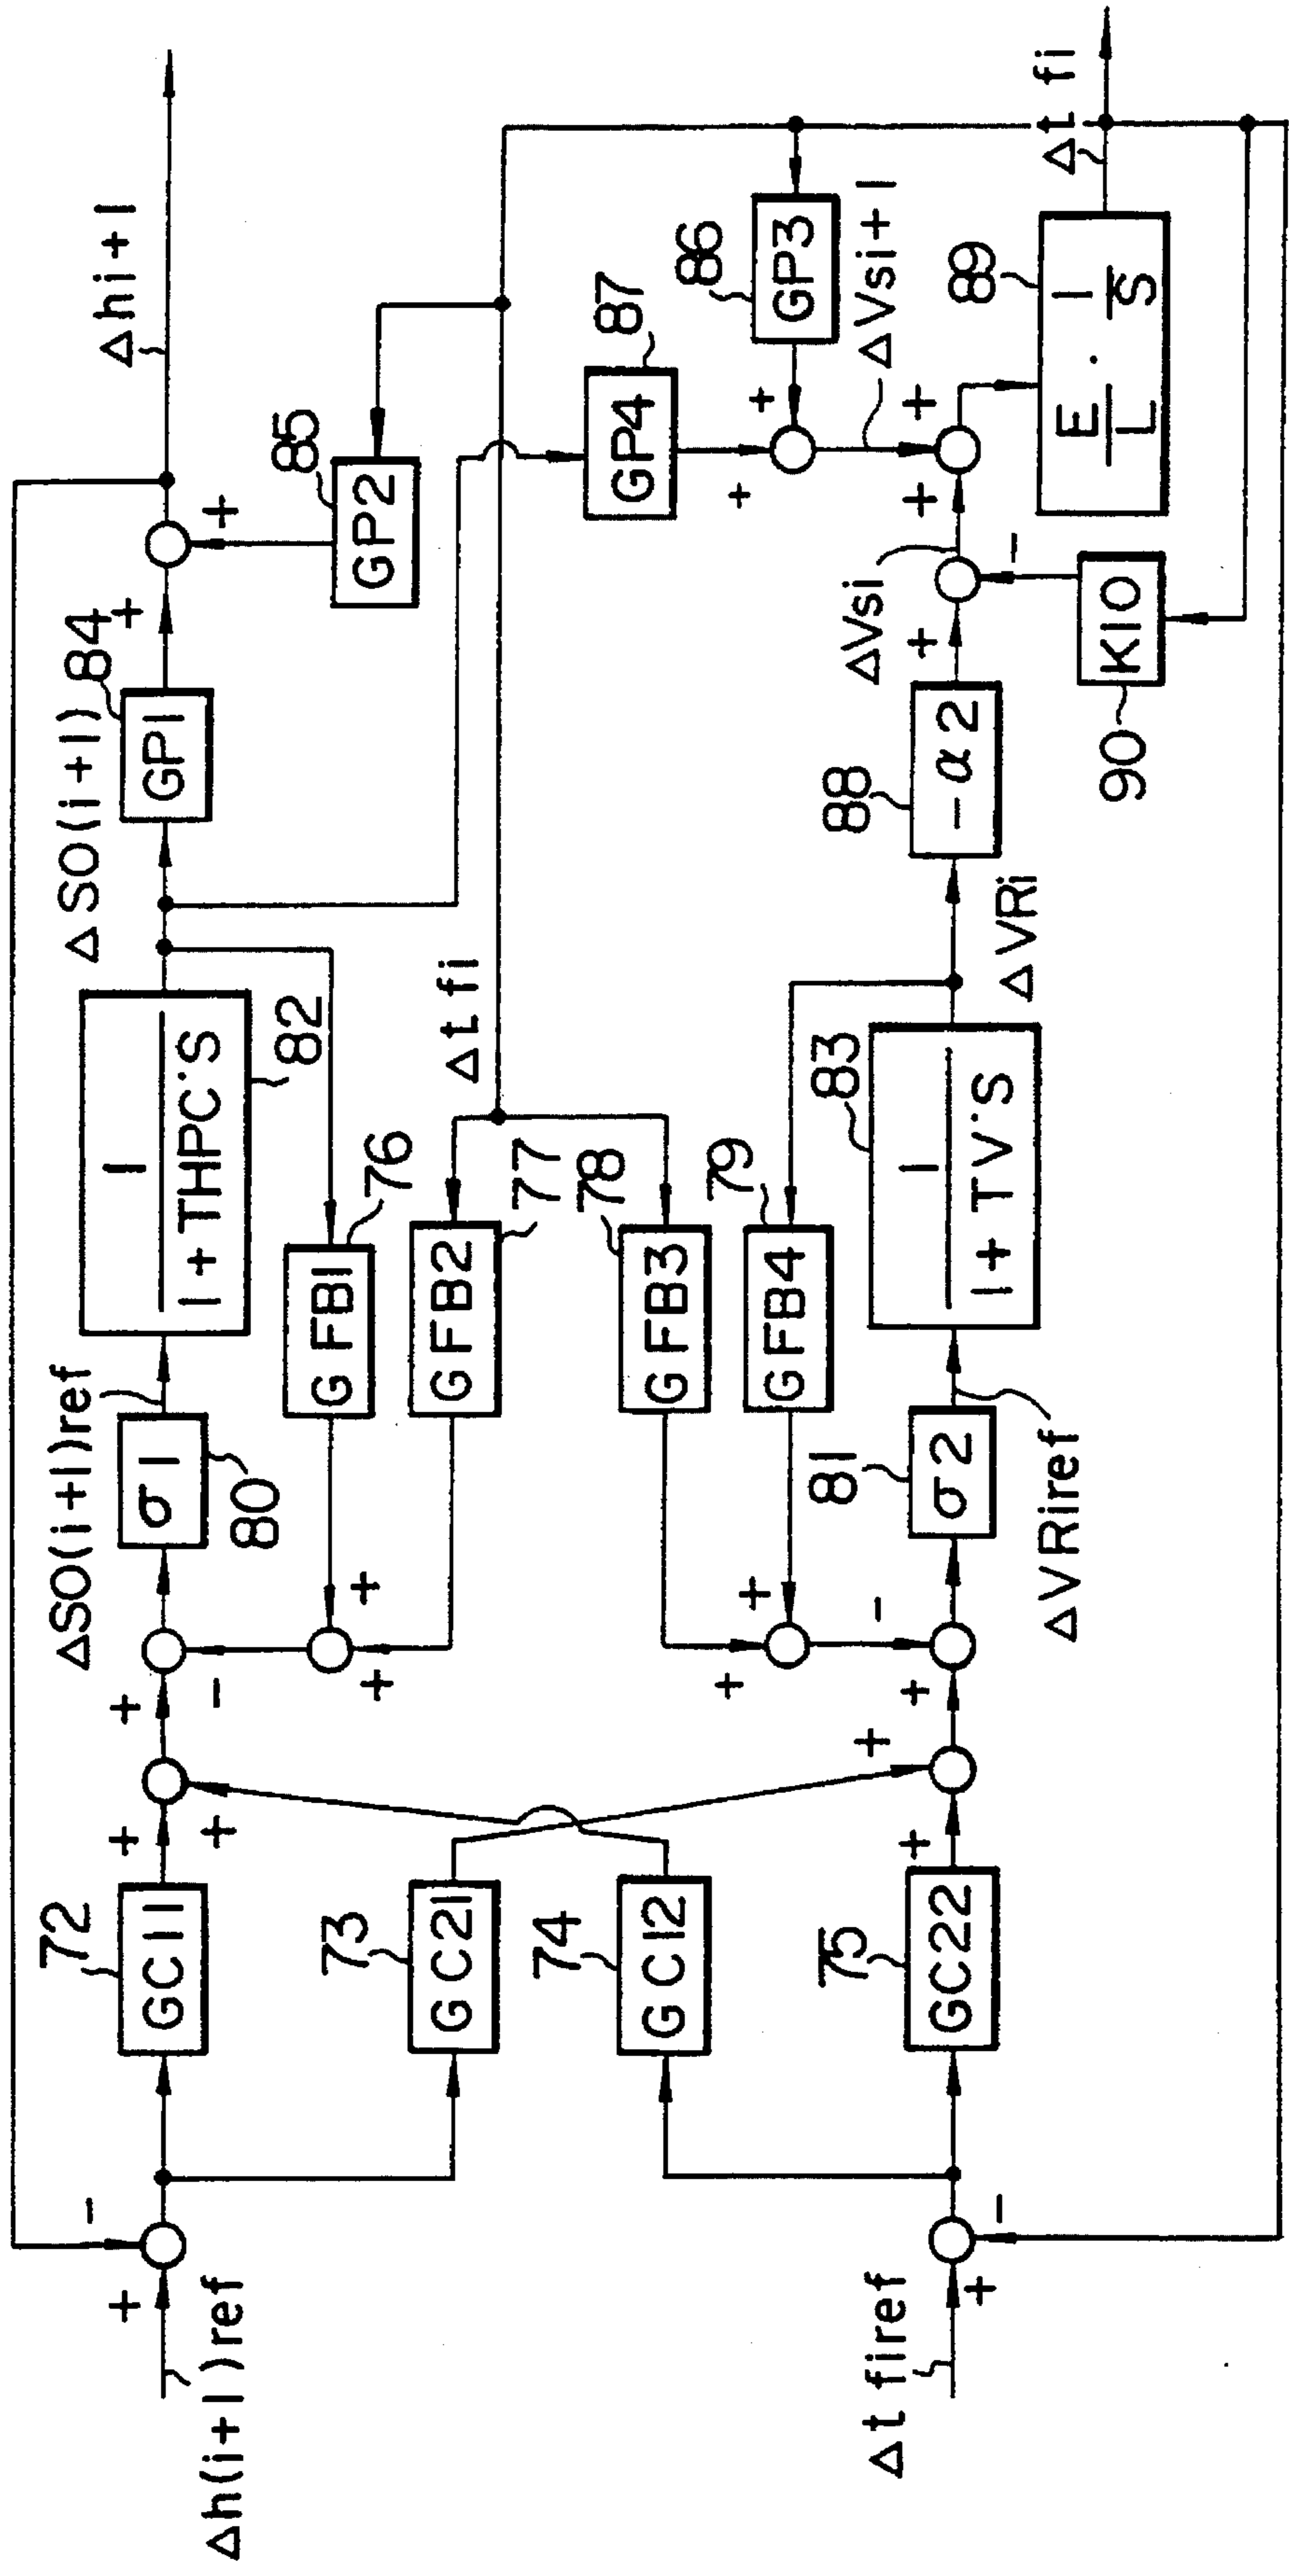 Δh(i+1)ref
+
-
72
GC11
+
+
+
-
ΔSO(i+1)ref
σ1
80
1
1+THPC·S
82
ΔSO(i+1)
84
GP1
+
+
Δhi+1
73
GC21
74
GC12
+
+
76
GFB1
77
GFB2
Δt fi
85
GP2
78
GFB3
79
GFB4
+
+
87
GP4
86
GP3
+
+
ΔVsi+1
Δt firef
+
-
75
GC22
+
+
+
-
81
σ2
ΔVRiref
83
1
1+TV·S
ΔVRi
88
-α2
+
-
ΔVsi
+
+
89
E/L · 1/S
Δt fi
90
K10